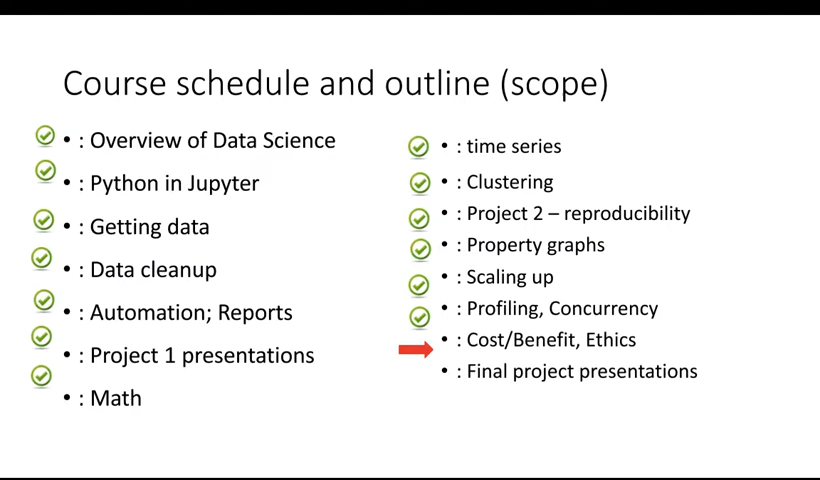 Course schedule and outline (scope)
• : Overview of Data Science
• : Python in Jupyter
• : Getting data
• : Data cleanup
• : Automation; Reports
• : Project 1 presentations
• : Math
• : time series
• : Clustering
• : Project 2 – reproducibility
• : Property graphs
• : Scaling up
• : Profiling, Concurrency
• : Cost/Benefit, Ethics
• : Final project presentations